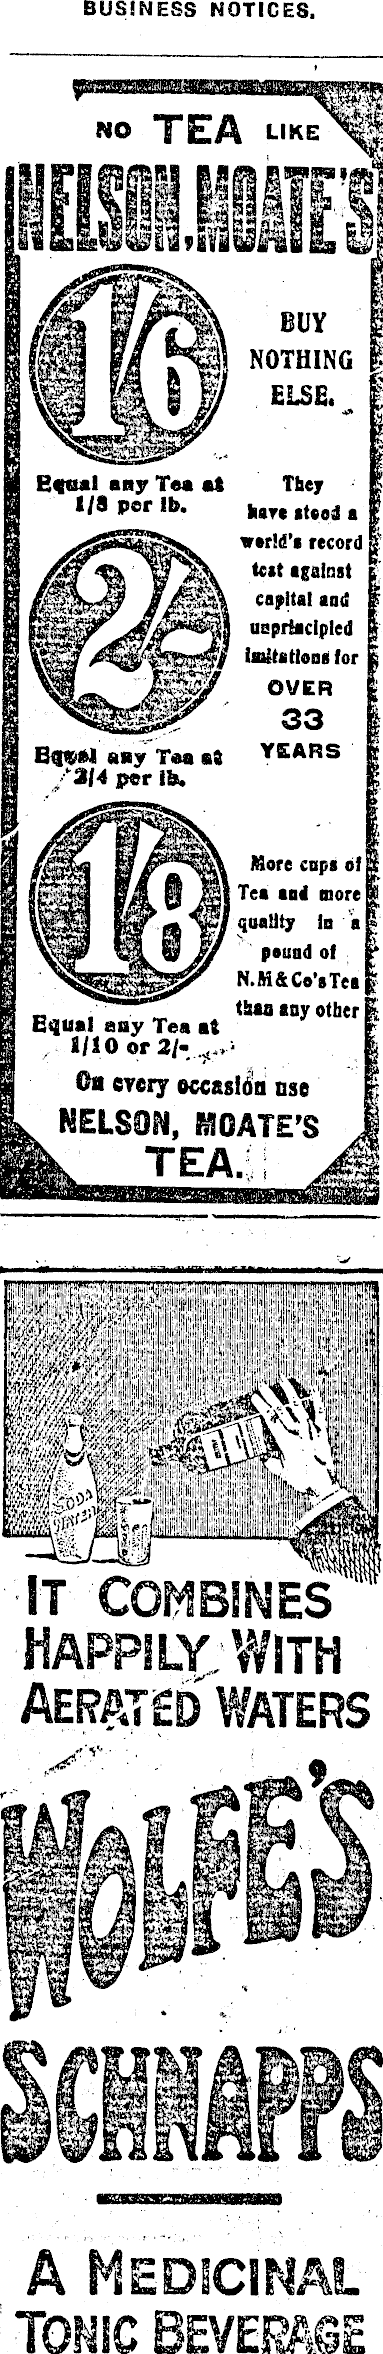 BUSINESS NOTICES.
NO TEA LIKE
NELSON, MOATE'S
1/6
BUY
NOTHING
ELSE.
Equal any Tea at
1/8 per lb.
They
have stood a
world's record
test against
capital and
unprincipled
imitations for
OVER
33
YEARS
2/-
Equal any Tea at
2/4 per lb.
1/8
More cups of
Tea and more
quality in a
pound of
N.M & Co's Tea
than any other
Equal any Tea at
1/10 or 2/-
On every occasion use
NELSON, MOATE'S
TEA.
SODA
WATER
IT COMBINES
HAPPILY WITH
AERATED WATERS
WOLFE'S
SCHNAPPS
A MEDICINAL
TONIC BEVERAGE